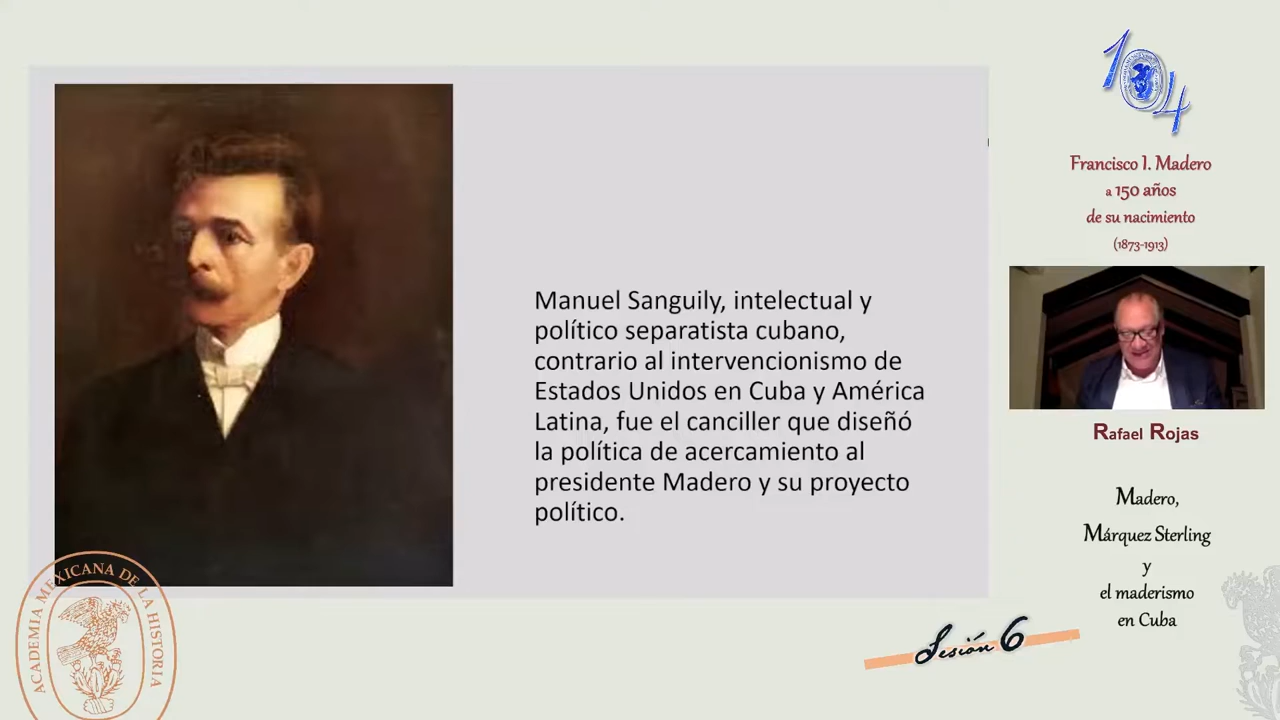 104
Francisco I. Madero
a 150 años
de su nacimiento
(1873-1913)
Manuel Sanguily, intelectual y
político separatista cubano,
contrario al intervencionismo de
Estados Unidos en Cuba y América
Latina, fue el canciller que diseñó
la política de acercamiento al
presidente Madero y su proyecto
político.
Rafael Rojas
Madero,
Márquez Sterling
y
el maderismo
en Cuba
Sesión 6
ACADEMIA MEXICANA DE LA HISTORIA